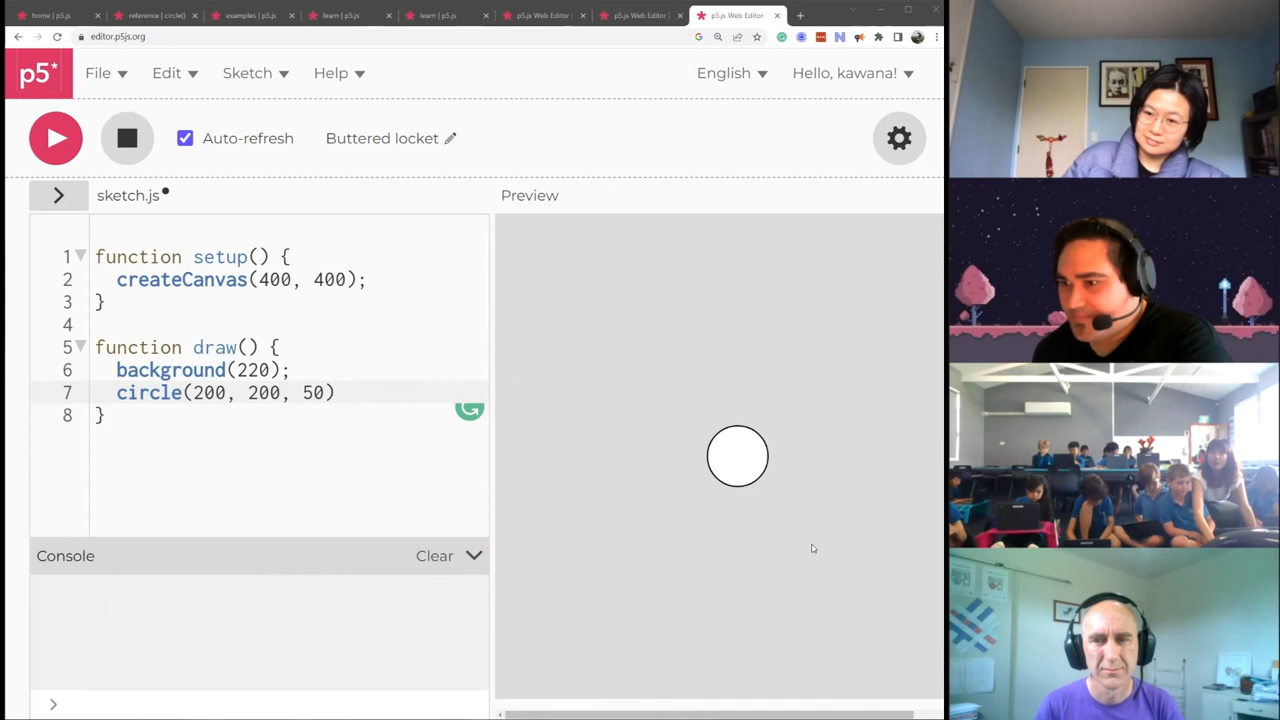 home | p5.js
reference | circle()
examples | p5.js
learn | p5.js
learn | p5.js
p5.js Web Editor
p5.js Web Editor
p5.js Web Editor
editor.p5js.org
p5* File Edit Sketch Help English Hello, kawana!
Auto-refresh Buttered locket
sketch.js Preview
1 function setup() {
2 createCanvas(400, 400);
3 }
4
5 function draw() {
6 background(220);
7 circle(200, 200, 50)
8 }
Console Clear
>